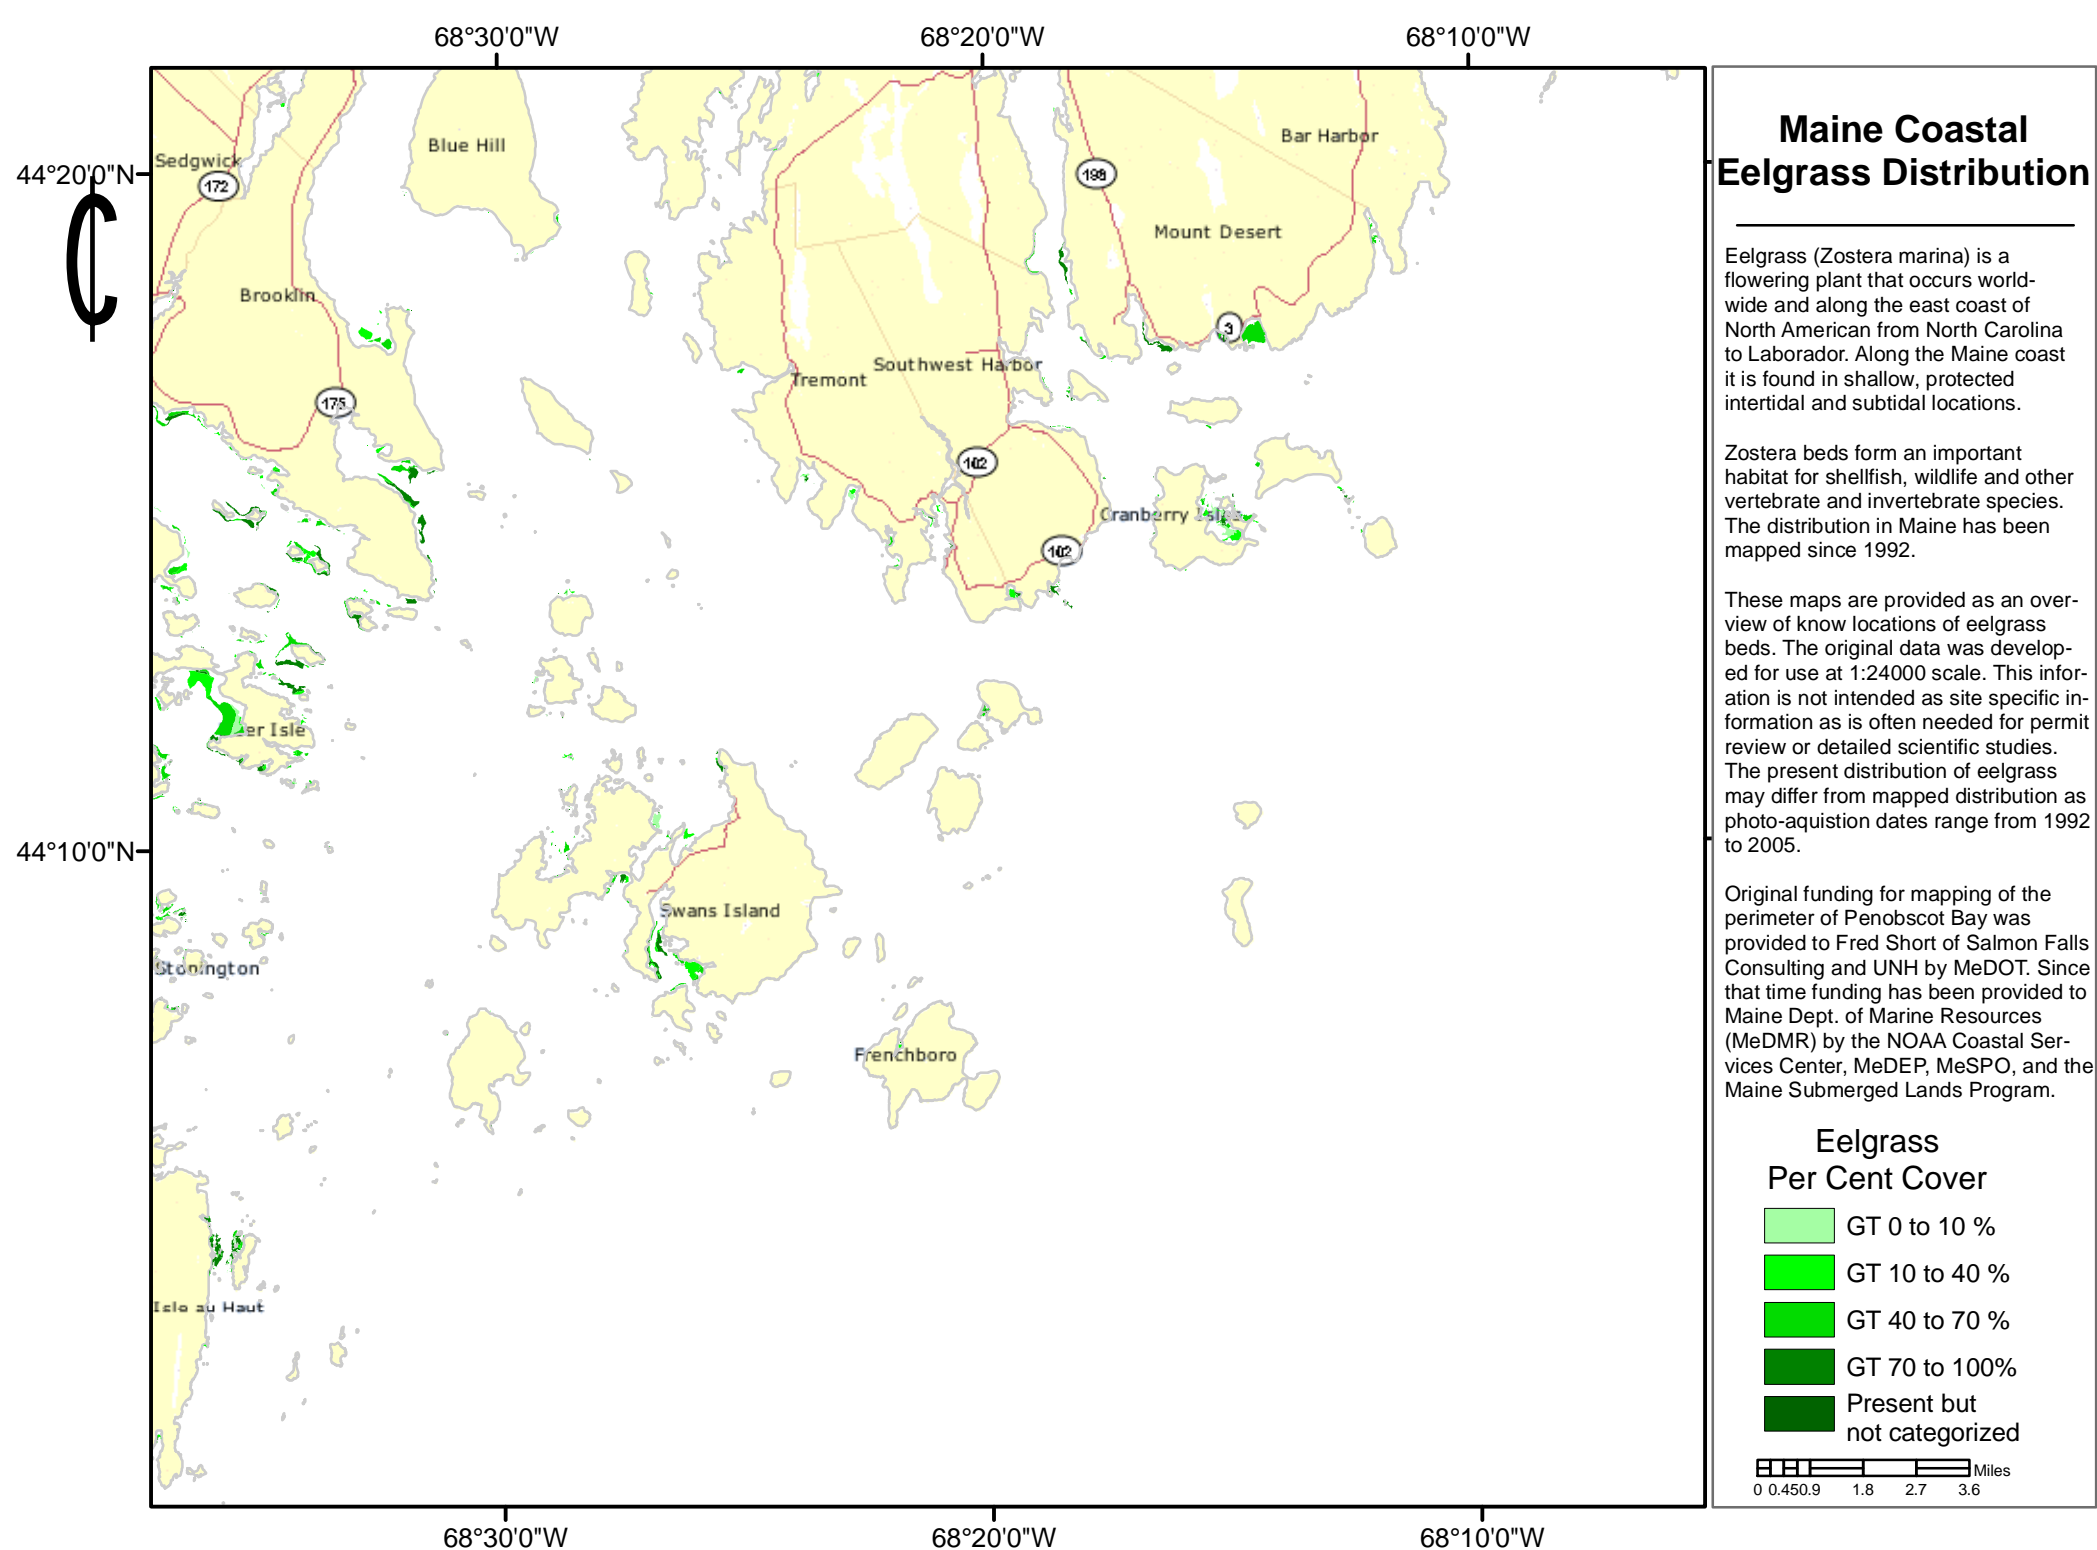 68°30'0"W
68°20'0"W
68°10'0"W
44°20'0"N
44°10'0"N
Sedgwick
172
Blue Hill
Brooklin
175
198
Bar Harbor
Mount Desert
3
Southwest Harbor
Tremont
102
102
Cranberry Isles
er Isle
Swans Island
Stonington
Frenchboro
Isle au Haut
68°30'0"W
68°20'0"W
68°10'0"W
Maine Coastal
Eelgrass Distribution
Eelgrass (Zostera marina) is a
flowering plant that occurs world-
wide and along the east coast of
North American from North Carolina
to Laborador. Along the Maine coast
it is found in shallow, protected
intertidal and subtidal locations.
Zostera beds form an important
habitat for shellfish, wildlife and other
vertebrate and invertebrate species.
The distribution in Maine has been
mapped since 1992.
These maps are provided as an over-
view of know locations of eelgrass
beds. The original data was develop-
ed for use at 1:24000 scale. This infor-
ation is not intended as site specific in-
formation as is often needed for permit
review or detailed scientific studies.
The present distribution of eelgrass
may differ from mapped distribution as
photo-aquistion dates range from 1992
to 2005.
Original funding for mapping of the
perimeter of Penobscot Bay was
provided to Fred Short of Salmon Falls
Consulting and UNH by MeDOT. Since
that time funding has been provided to
Maine Dept. of Marine Resources
(MeDMR) by the NOAA Coastal Ser-
vices Center, MeDEP, MeSPO, and the
Maine Submerged Lands Program.
Eelgrass
Per Cent Cover
GT 0 to 10 %
GT 10 to 40 %
GT 40 to 70 %
GT 70 to 100%
Present but
not categorized
Miles
0 0.450.9 1.8 2.7 3.6